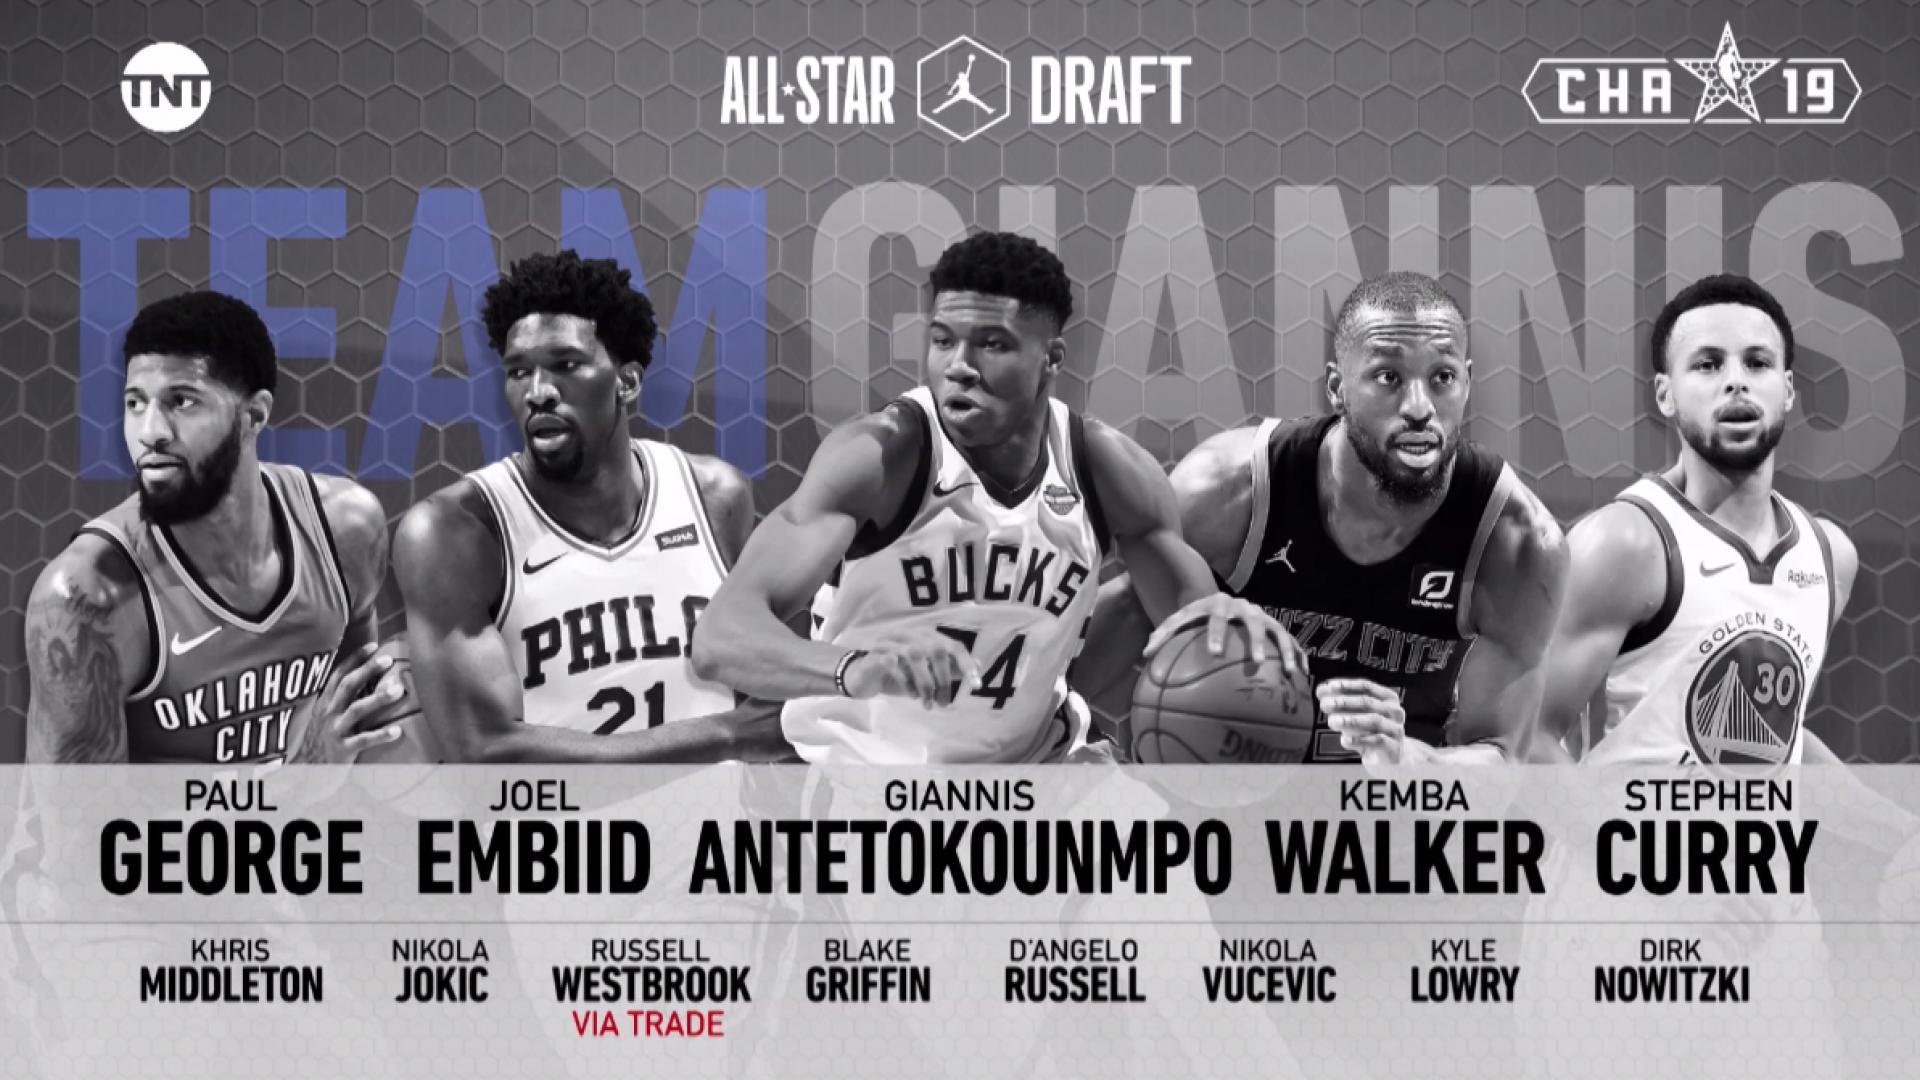 TNT
ALL★STAR DRAFT
CHA 19
TEAM GIANNIS
OKLAHOMA
CITY
StubHub
PHILA
21
BUCKS
34
BUZZ CITY
Rakuten
GOLDEN STATE
30
PAUL
GEORGE
JOEL
EMBIID
GIANNIS
ANTETOKOUNMPO
KEMBA
WALKER
STEPHEN
CURRY
KHRIS
MIDDLETON
NIKOLA
JOKIC
RUSSELL
WESTBROOK
VIA TRADE
BLAKE
GRIFFIN
D'ANGELO
RUSSELL
NIKOLA
VUCEVIC
KYLE
LOWRY
DIRK
NOWITZKI